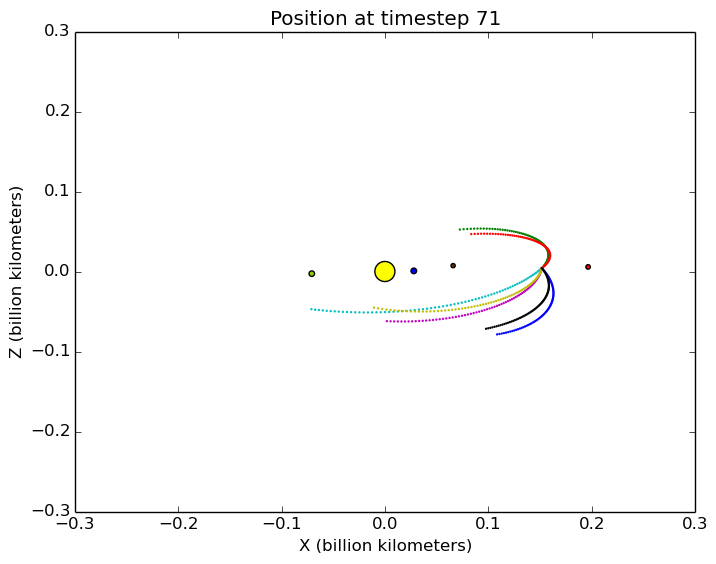 Position at timestep 71
0.3
0.2
0.1
0.0
−0.1
−0.2
−0.3
Z (billion kilometers)
−0.3 −0.2 −0.1 0.0 0.1 0.2 0.3
X (billion kilometers)